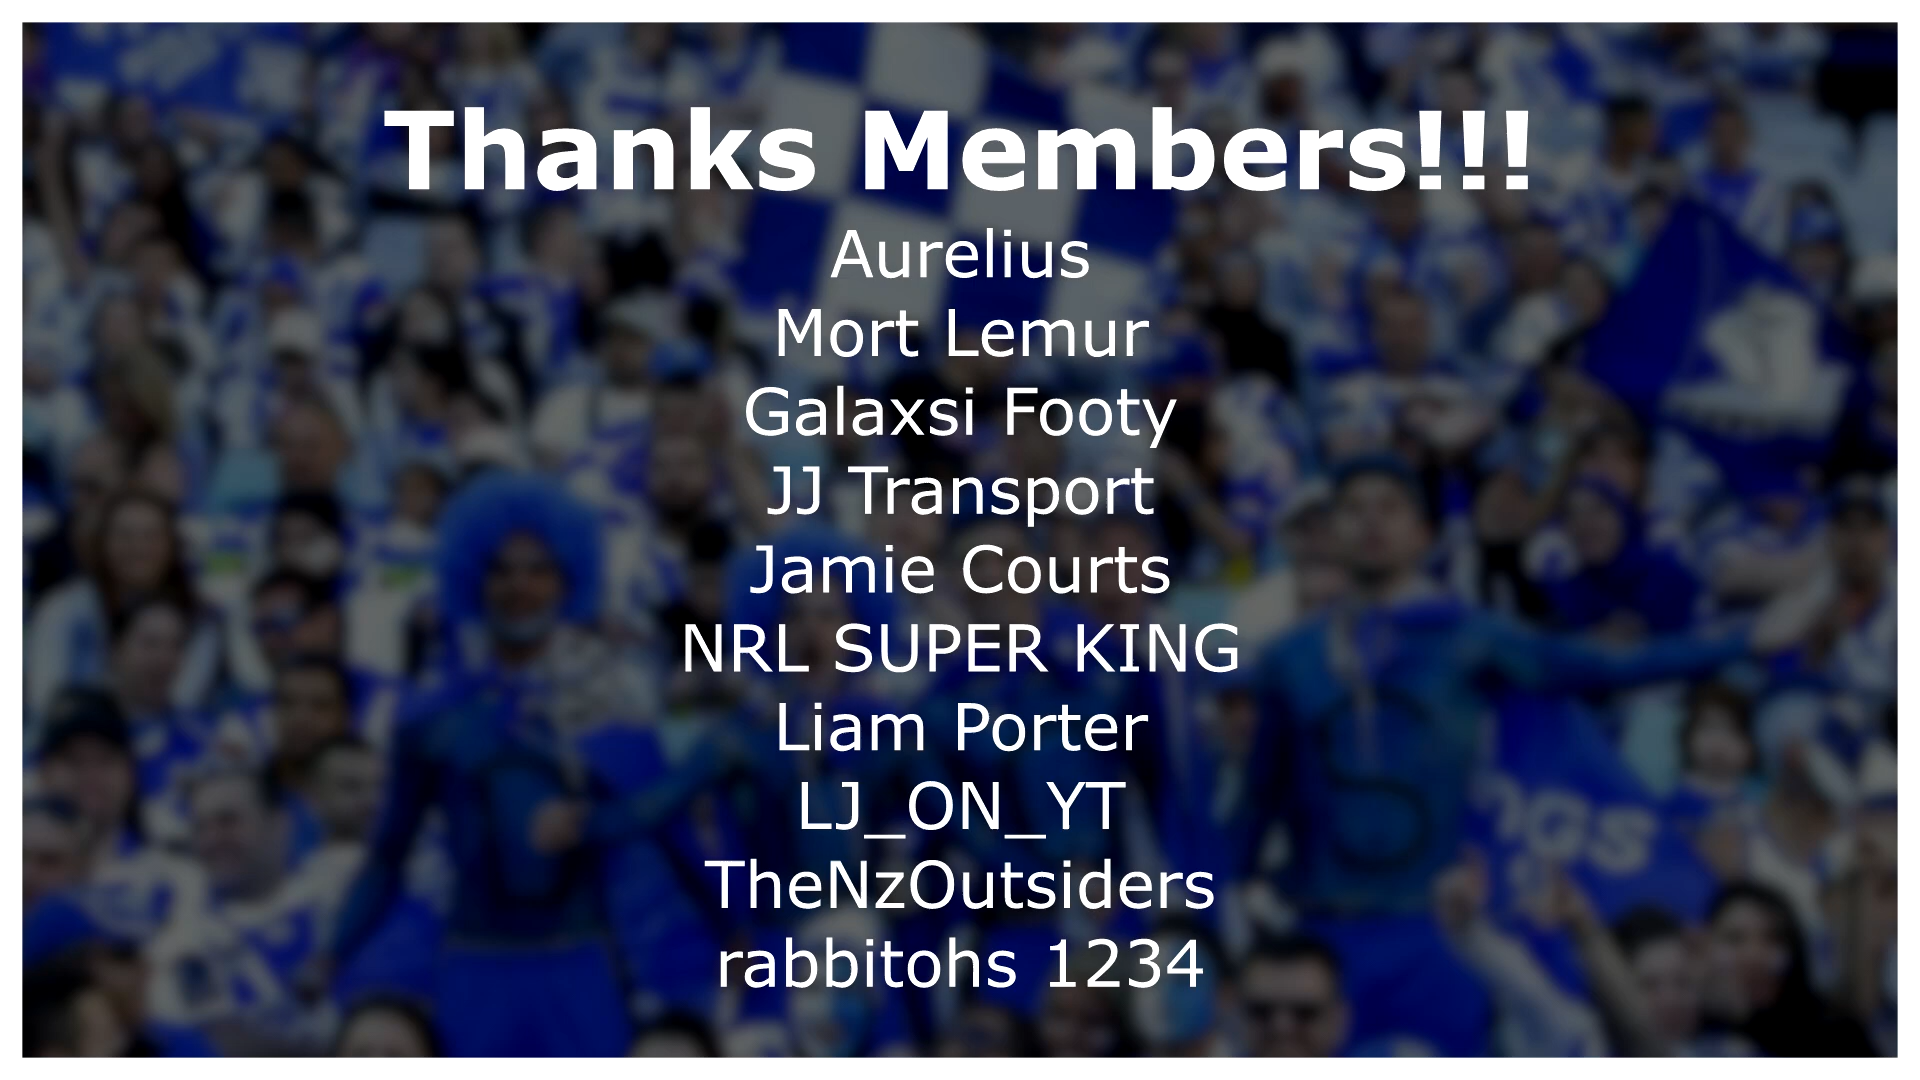 Thanks Members!!!
Aurelius
Mort Lemur
Galaxsi Footy
JJ Transport
Jamie Courts
NRL SUPER KING
Liam Porter
LJ_ON_YT
TheNzOutsiders
rabbitohs 1234